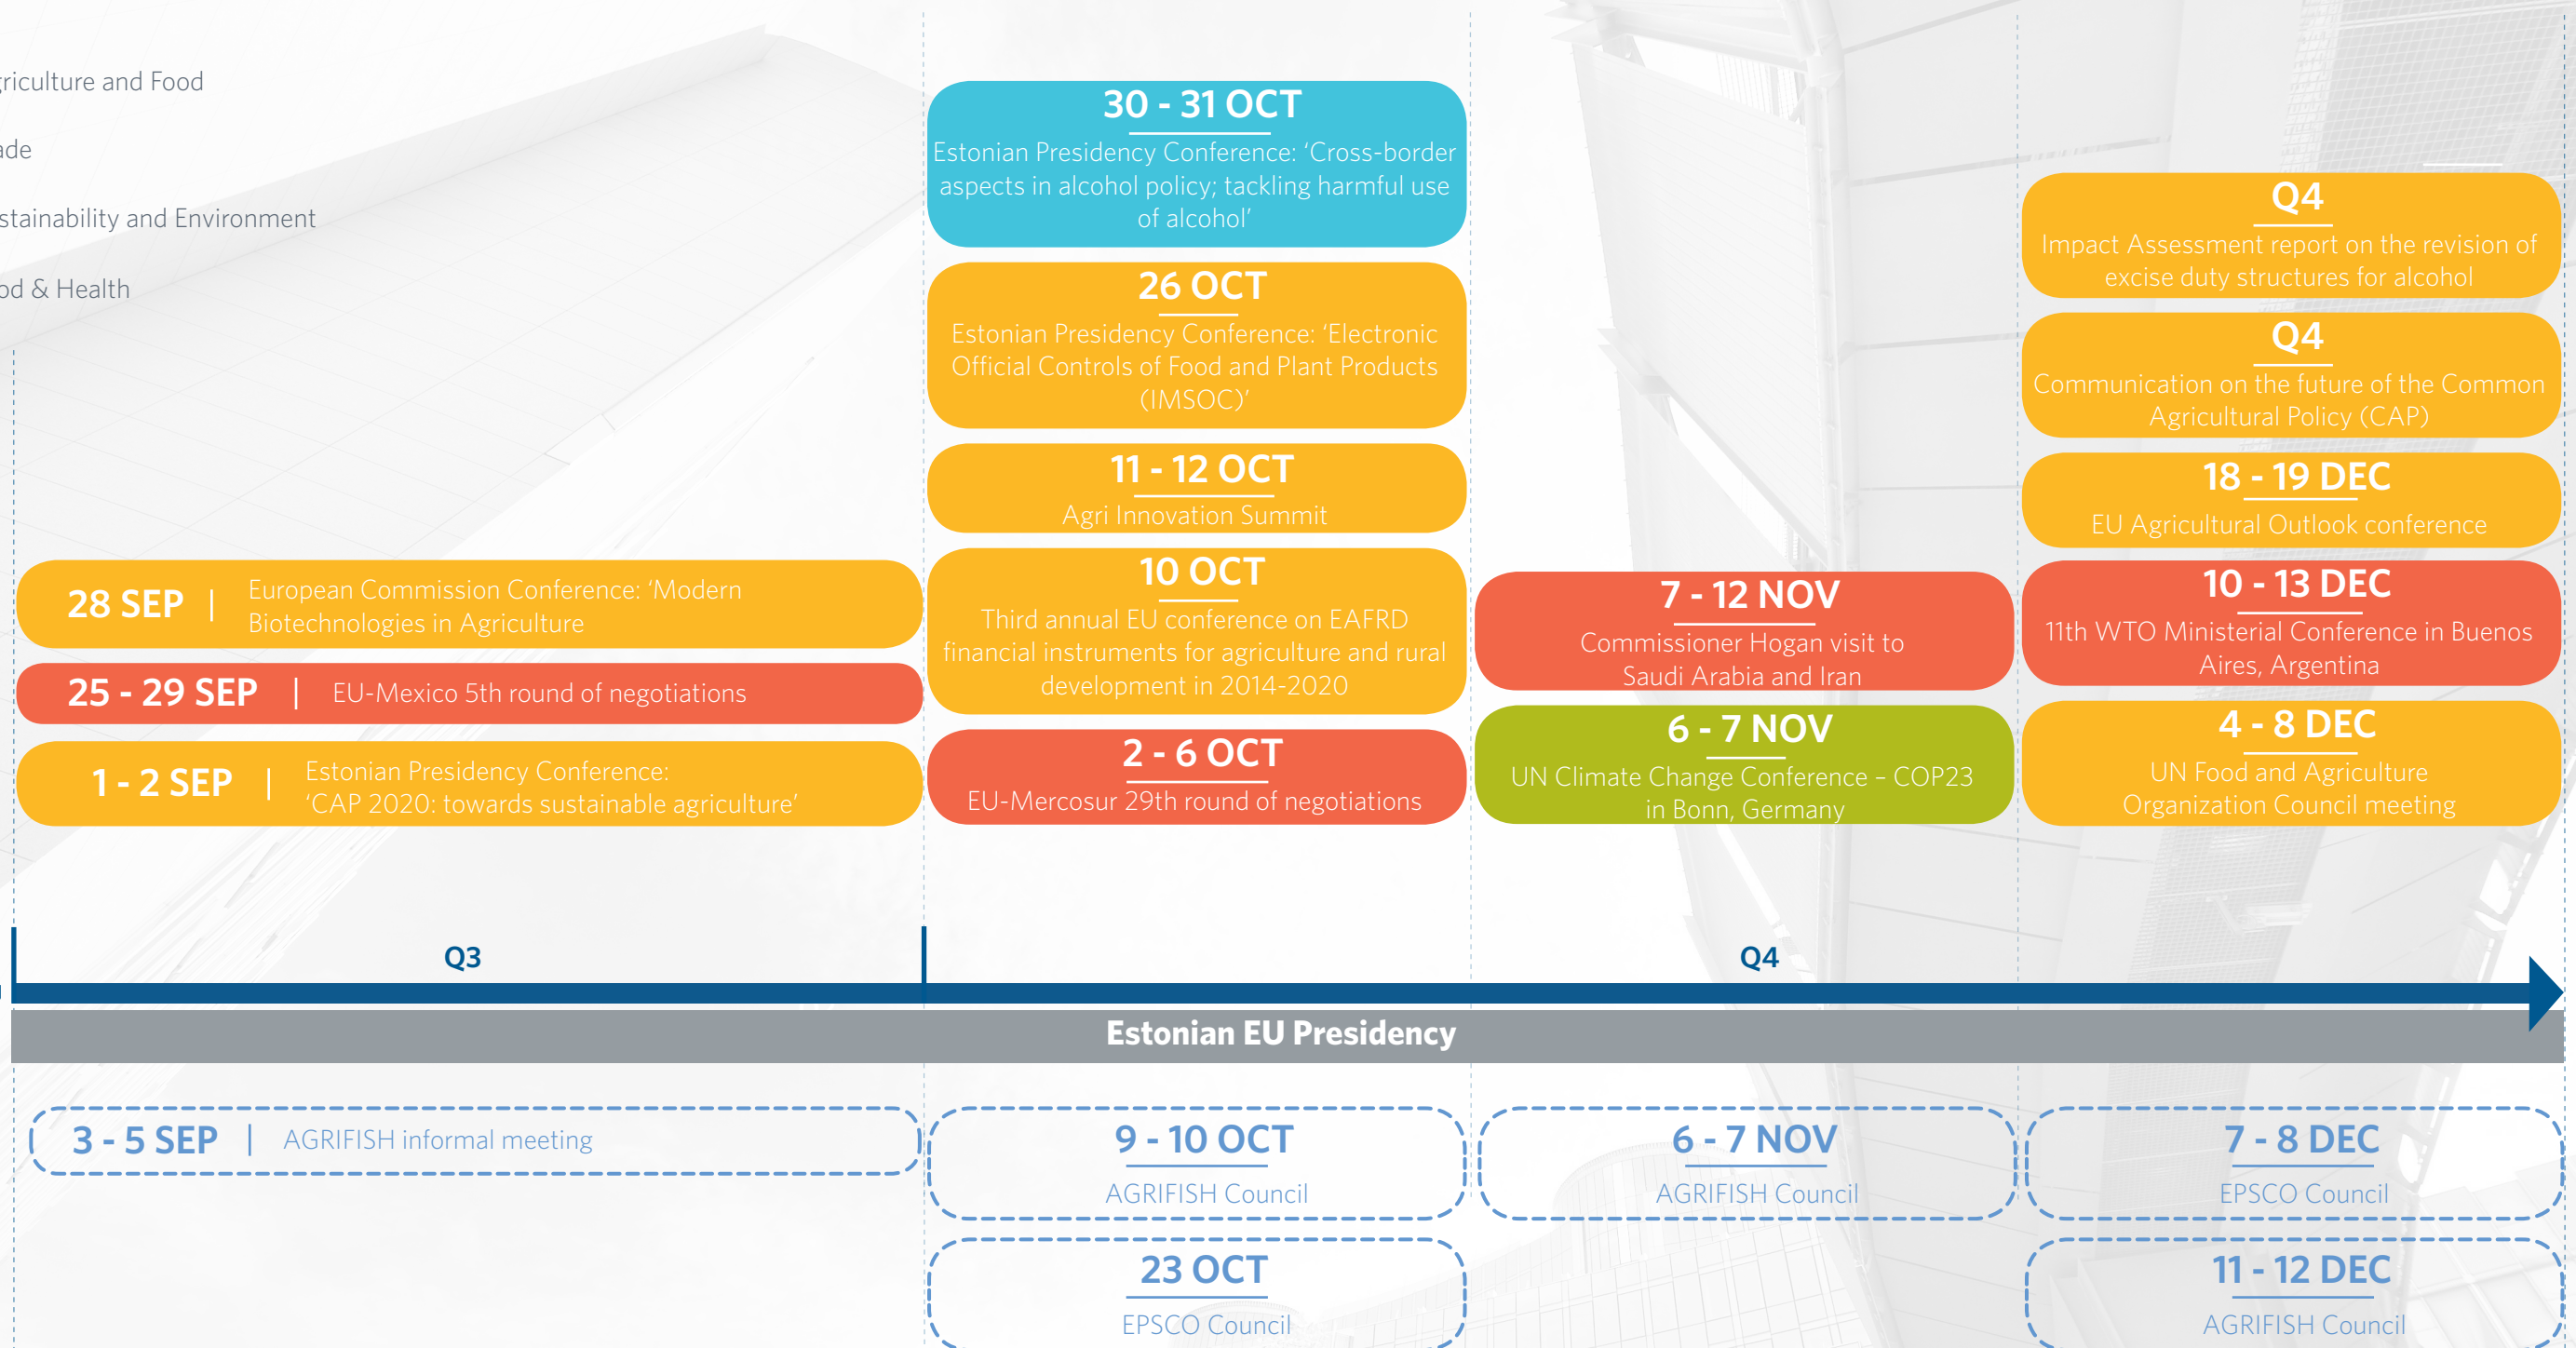 griculture and Food
ade
stainability and Environment
od & Health
28 SEP | European Commission Conference: ‘Modern
Biotechnologies in Agriculture
25 - 29 SEP | EU-Mexico 5th round of negotiations
1 - 2 SEP | Estonian Presidency Conference:
‘CAP 2020: towards sustainable agriculture’
30 - 31 OCT
Estonian Presidency Conference: ‘Cross-border
aspects in alcohol policy; tackling harmful use
of alcohol’
26 OCT
Estonian Presidency Conference: ‘Electronic
Official Controls of Food and Plant Products
(IMSOC)’
11 - 12 OCT
Agri Innovation Summit
10 OCT
Third annual EU conference on EAFRD
financial instruments for agriculture and rural
development in 2014-2020
2 - 6 OCT
EU-Mercosur 29th round of negotiations
7 - 12 NOV
Commissioner Hogan visit to
Saudi Arabia and Iran
6 - 7 NOV
UN Climate Change Conference – COP23
in Bonn, Germany
Q4
Impact Assessment report on the revision of
excise duty structures for alcohol
Q4
Communication on the future of the Common
Agricultural Policy (CAP)
18 - 19 DEC
EU Agricultural Outlook conference
10 - 13 DEC
11th WTO Ministerial Conference in Buenos
Aires, Argentina
4 - 8 DEC
UN Food and Agriculture
Organization Council meeting
Q3
Q4
Estonian EU Presidency
3 - 5 SEP | AGRIFISH informal meeting
9 - 10 OCT
AGRIFISH Council
23 OCT
EPSCO Council
6 - 7 NOV
AGRIFISH Council
7 - 8 DEC
EPSCO Council
11 - 12 DEC
AGRIFISH Council